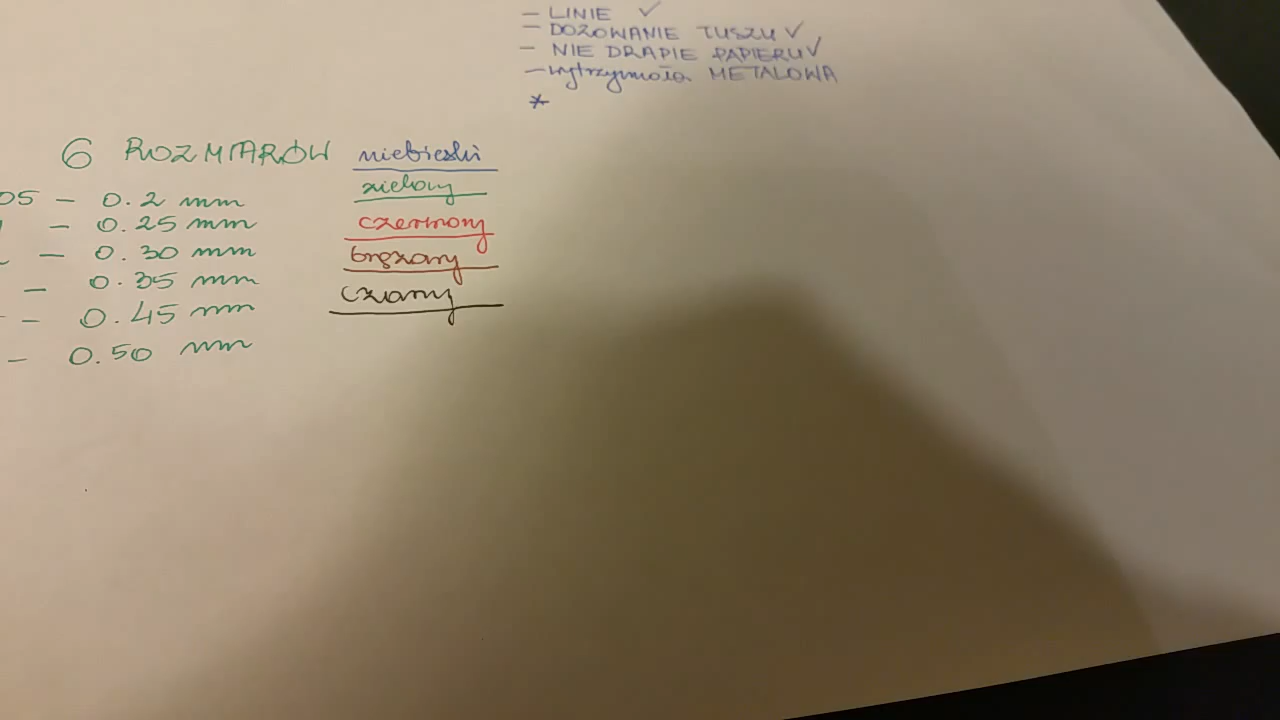 - LINIE ✓
- DOZOWANIE TUSZU ✓
- NIE DRAPIE PAPIERU ✓
- wytrzymała METALOWA
*
6 ROZMIARÓW
05 - 0.2 mm
- 0.25 mm
- 0.30 mm
- 0.35 mm
- 0.45 mm
- 0.50 mm
niebieski
zielony
czerwony
brązowy
czarny